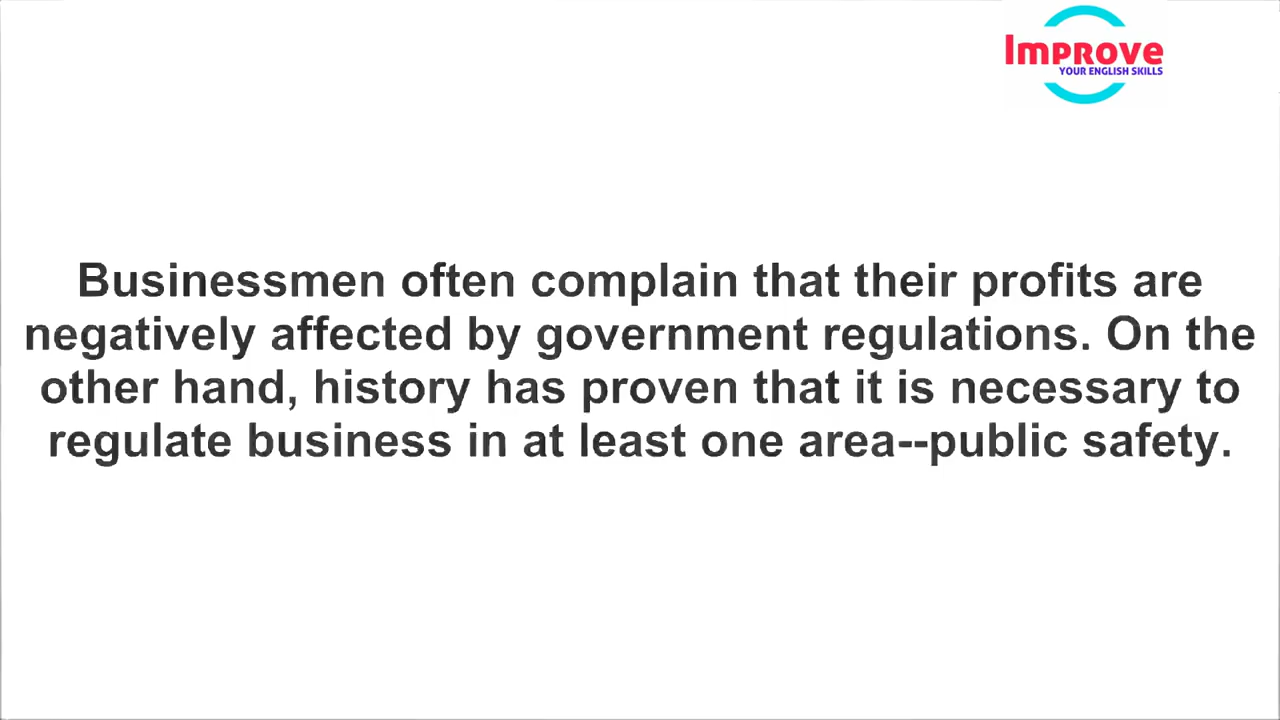 Improve
YOUR ENGLISH SKILLS
Businessmen often complain that their profits are
negatively affected by government regulations. On the
other hand, history has proven that it is necessary to
regulate business in at least one area--public safety.